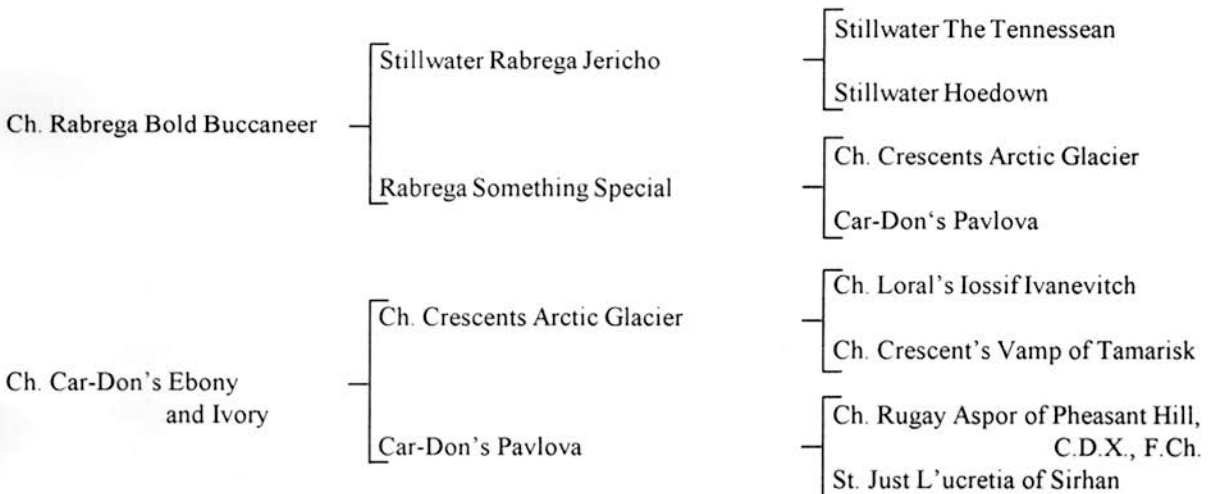 Stillwater The Tennessean
Stillwater Rabrega Jericho
Stillwater Hoedown
Ch. Rabrega Bold Buccaneer
Ch. Crescents Arctic Glacier
Rabrega Something Special
Car-Don‘s Pavlova
Ch. Loral's Iossif Ivanevitch
Ch. Crescents Arctic Glacier
Ch. Crescent's Vamp of Tamarisk
Ch. Car-Don's Ebony
and Ivory
Ch. Rugay Aspor of Pheasant Hill,
C.D.X., F.Ch.
Car-Don's Pavlova
St. Just L'ucretia of Sirhan